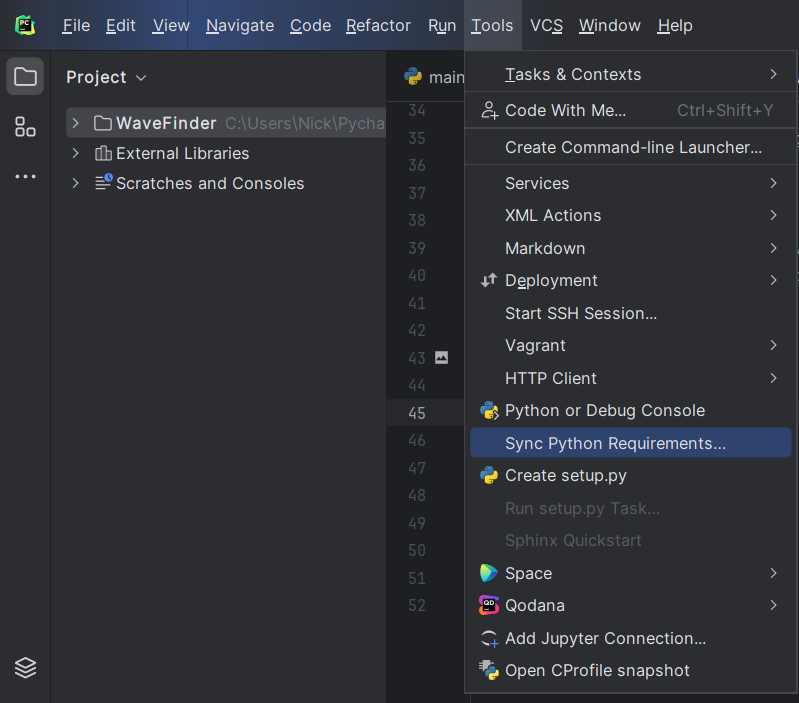 PC
File Edit View Navigate Code Refactor Run Tools VCS Window Help
Project
WaveFinder C:\Users\Nick\Pycha
External Libraries
Scratches and Consoles
main
34
35
36
37
38
39
40
41
42
43
44
45
46
47
48
49
50
51
52
Tasks & Contexts
Code With Me... Ctrl+Shift+Y
Create Command-line Launcher...
Services
XML Actions
Markdown
Deployment
Start SSH Session...
Vagrant
HTTP Client
Python or Debug Console
Sync Python Requirements...
Create setup.py
Run setup.py Task...
Sphinx Quickstart
Space
QD Qodana
Add Jupyter Connection...
Open CProfile snapshot